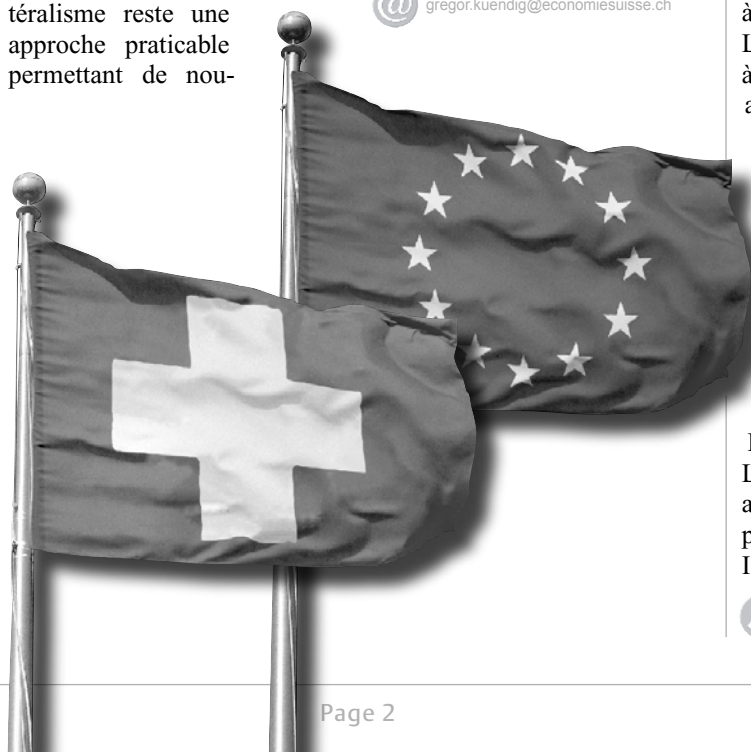 téralisme reste une
approche praticable
permettant de nou-
gregor.kuendig@economiesuisse.ch
à
L
à
a
L
a
p
Page 2